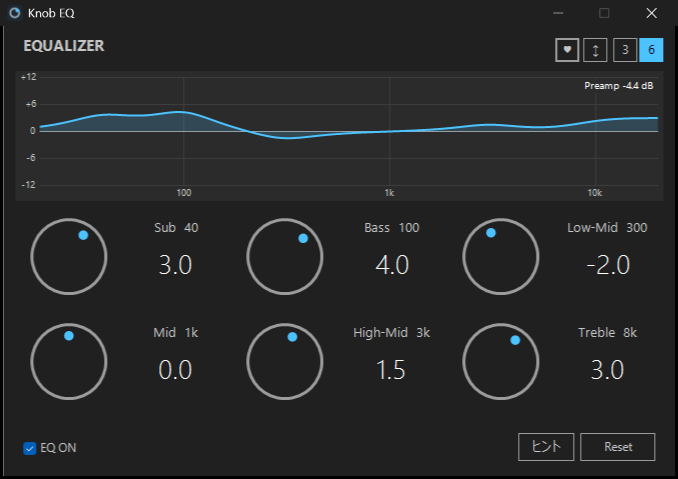 Knob EQ
EQUALIZER
3 6
+12
Preamp -4.4 dB
+6
0
-6
-12
100 1k 10k
Sub 40 Bass 100 Low-Mid 300
3.0 4.0 -2.0
Mid 1k High-Mid 3k Treble 8k
0.0 1.5 3.0
EQ ON ヒント Reset